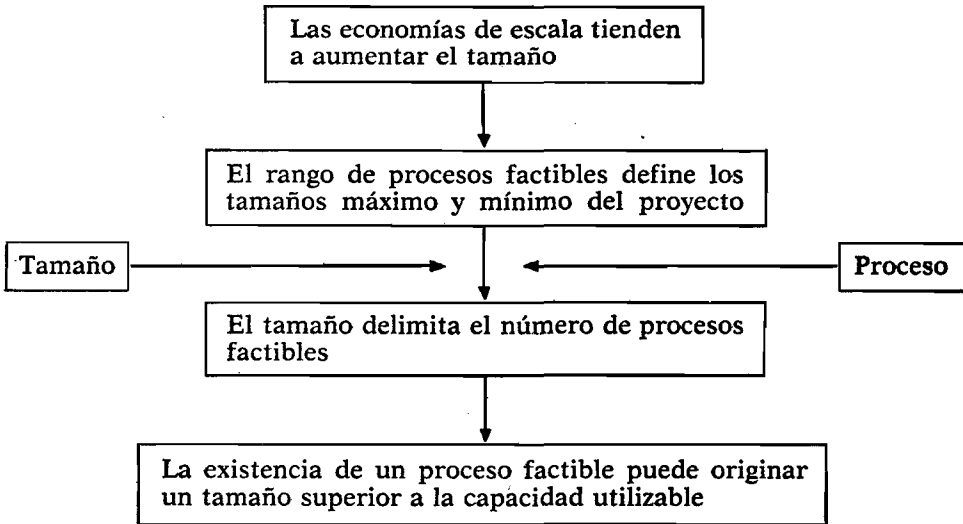 Las economías de escala tienden
a aumentar el tamaño
El rango de procesos factibles define los
tamaños máximo y mínimo del proyecto
Tamaño
Proceso
El tamaño delimita el número de procesos
factibles
La existencia de un proceso factible puede originar
un tamaño superior a la capacidad utilizable